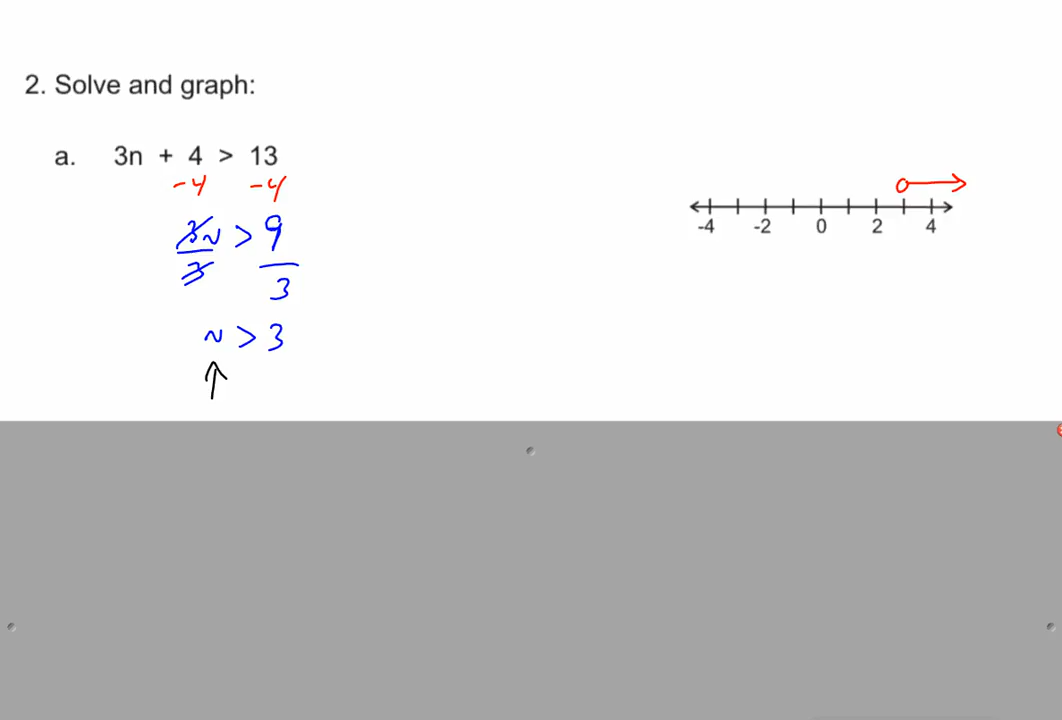 2. Solve and graph:
a. 3n + 4 > 13
-4 -4
3n > 9
3 3
n > 3
-4 -2 0 2 4